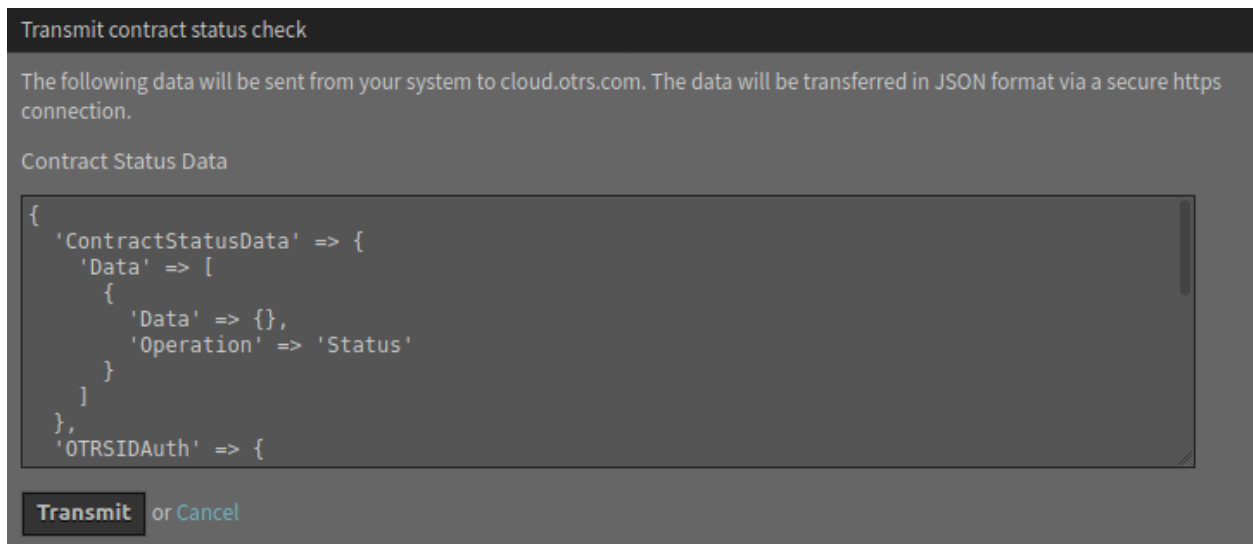 Transmit contract status check
The following data will be sent from your system to cloud.otrs.com. The data will be transferred in JSON format via a secure https
connection.
Contract Status Data
{
  'ContractStatusData' => {
    'Data' => [
      {
        'Data' => {},
        'Operation' => 'Status'
      }
    ]
  },
  'OTRSIDAuth' => {
Transmit or Cancel